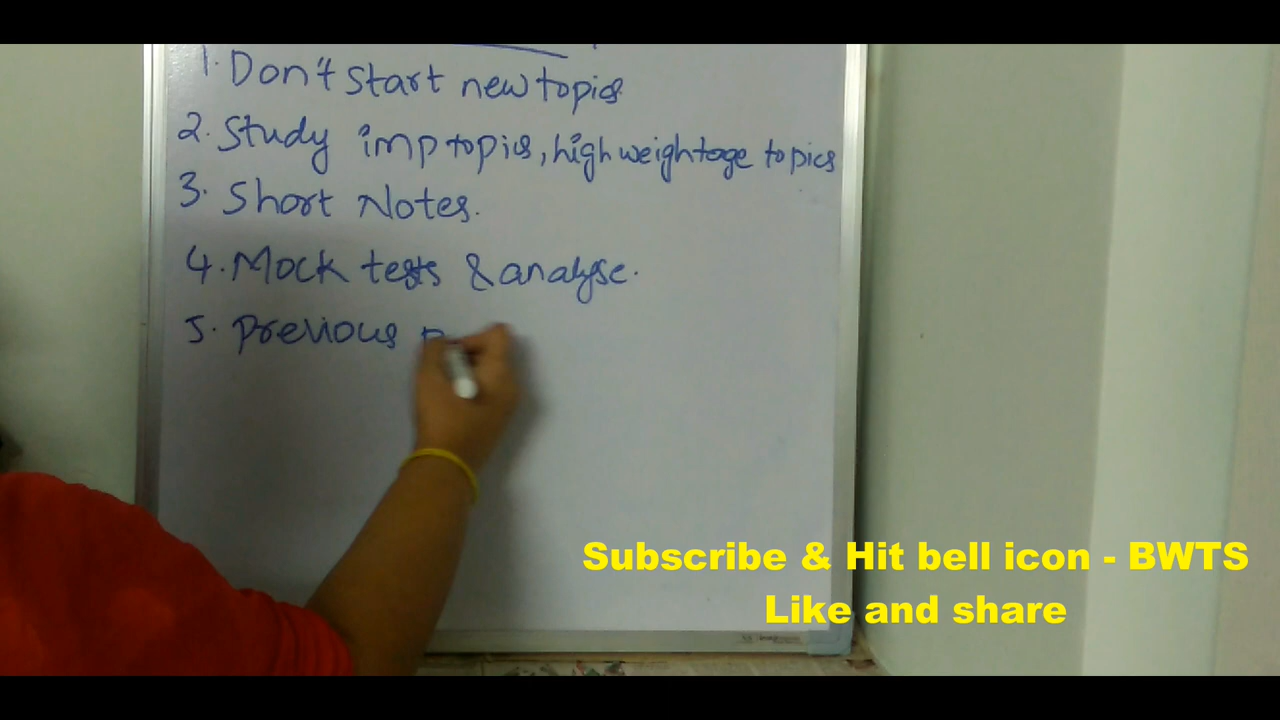 1. Don't start new topics
2. Study imp topics, high weightage topics
3. Short Notes.
4. Mock tests & analyse.
5. Previous p
Subscribe & Hit bell icon - BWTS
Like and share